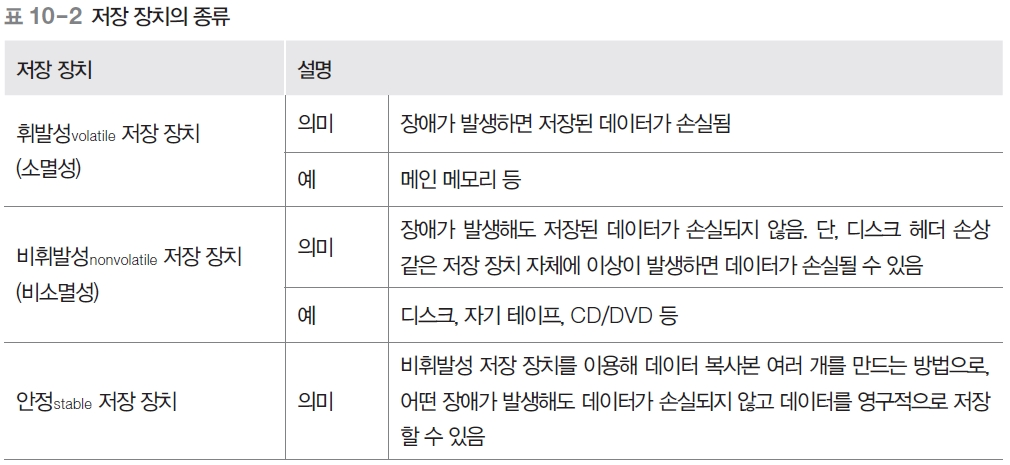 표 10-2 저장 장치의 종류
저장 장치
설명
휘발성volatile 저장 장치
(소멸성)
의미
장애가 발생하면 저장된 데이터가 손실됨
예
메인 메모리 등
비휘발성nonvolatile 저장 장치
(비소멸성)
의미
장애가 발생해도 저장된 데이터가 손실되지 않음. 단, 디스크 헤더 손상
같은 저장 장치 자체에 이상이 발생하면 데이터가 손실될 수 있음
예
디스크, 자기 테이프, CD/DVD 등
안정stable 저장 장치
의미
비휘발성 저장 장치를 이용해 데이터 복사본 여러 개를 만드는 방법으로,
어떤 장애가 발생해도 데이터가 손실되지 않고 데이터를 영구적으로 저장
할 수 있음